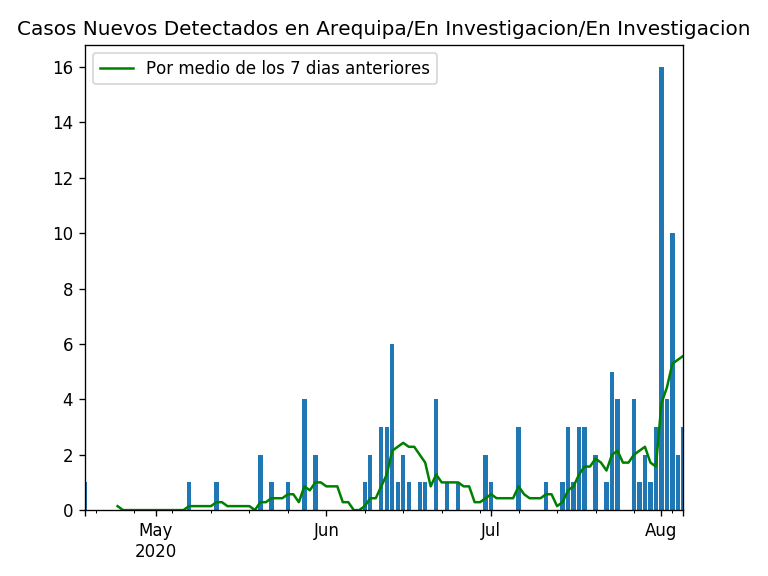 Casos Nuevos Detectados en Arequipa/En Investigacion/En Investigacion
Por medio de los 7 dias anteriores
16
14
12
10
8
6
4
2
0
May
2020
Jun
Jul
Aug